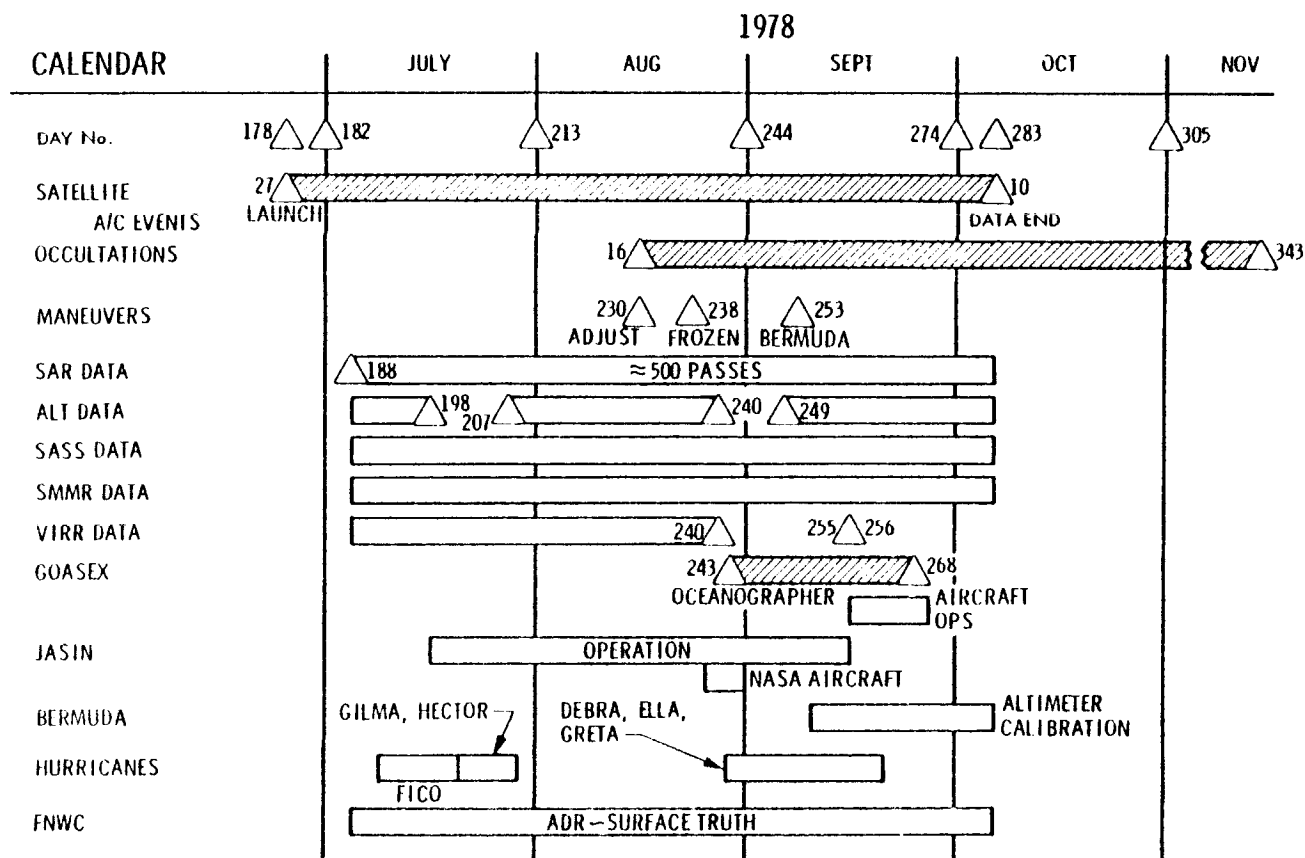 1978
CALENDAR JULY AUG SEPT OCT NOV
DAY No. 178 182 213 244 274 283 305
SATELLITE 27 10
A/C EVENTS LAUNCH DATA END
OCCULTATIONS 16 343
MANEUVERS 230 238 253
ADJUST FROZEN BERMUDA
SAR DATA 188 ≈500 PASSES
ALT DATA 198 207 240 249
SASS DATA
SMMR DATA
VIRR DATA 240 255 256
GOASEX 243 268
OCEANOGRAPHER AIRCRAFT
OPS
JASIN OPERATION
NASA AIRCRAFT
BERMUDA GILMA, HECTOR DEBRA, ELLA, GRETA ALTIMETER
CALIBRATION
HURRICANES
FICO
FNWC ADR-SURFACE TRUTH